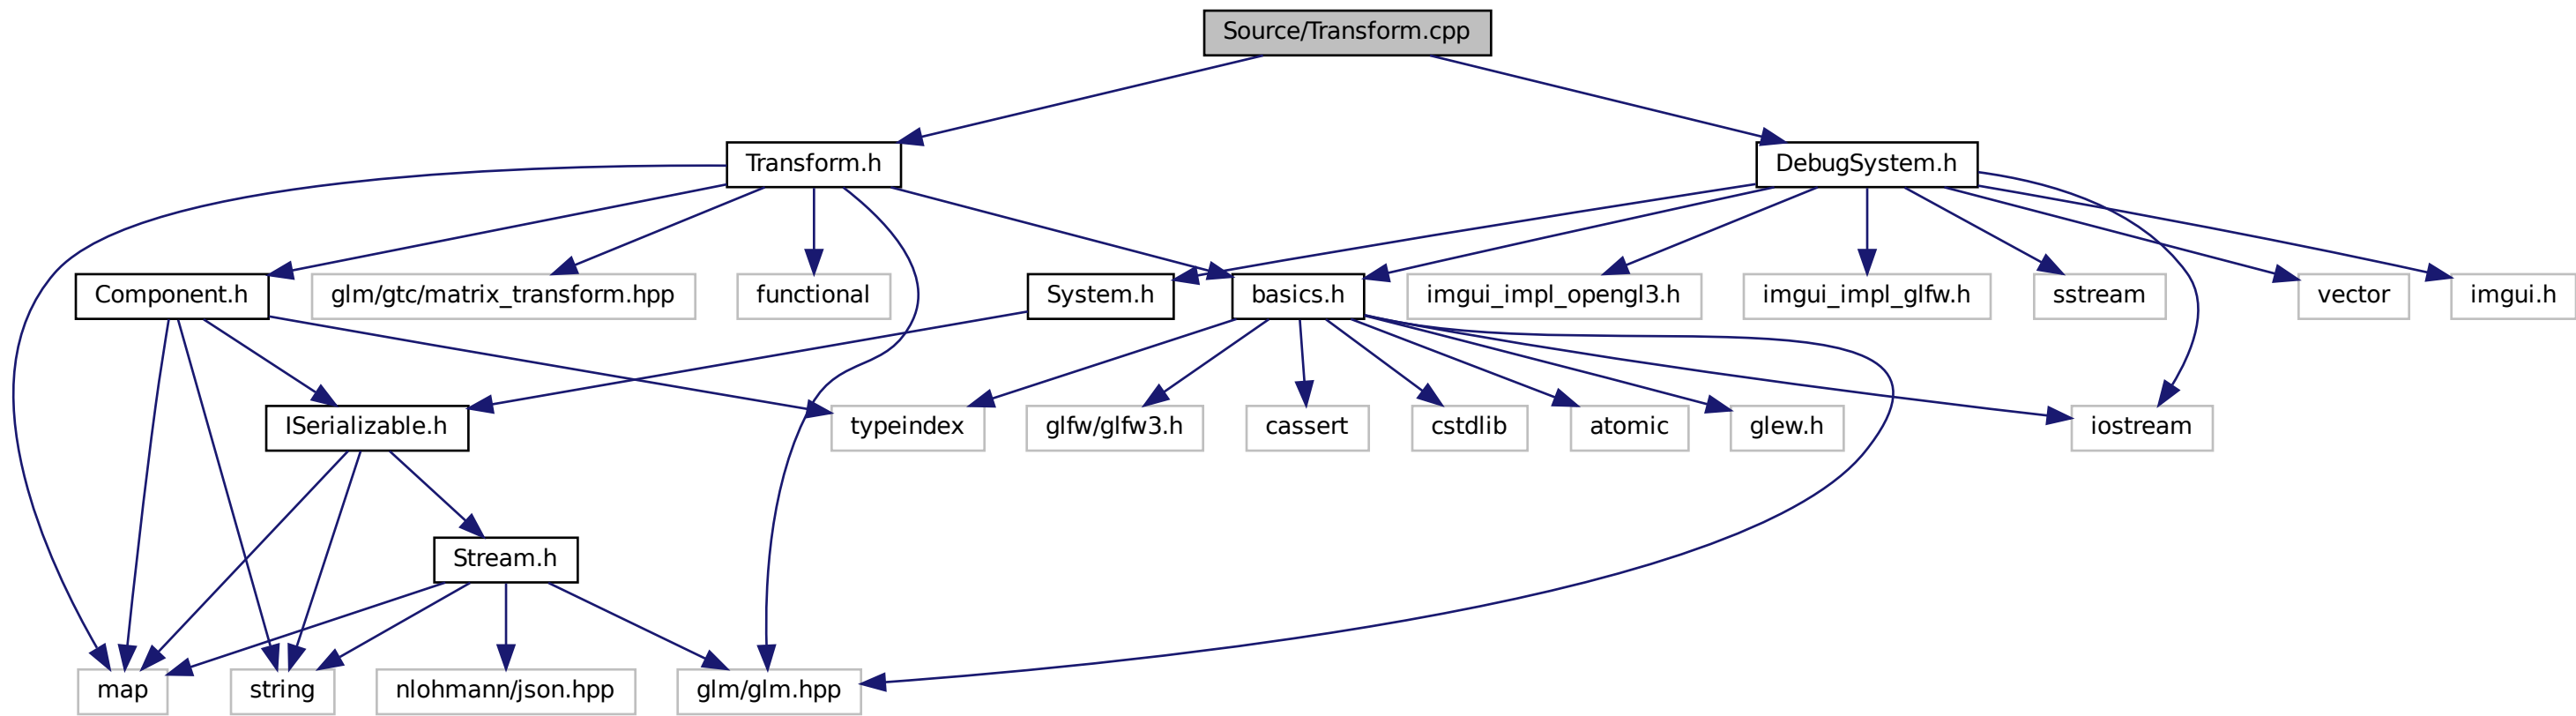 Source/Transform.cpp
Transform.h
DebugSystem.h
Component.h
glm/gtc/matrix_transform.hpp
functional
System.h
basics.h
imgui_impl_opengl3.h
imgui_impl_glfw.h
sstream
vector
imgui.h
ISerializable.h
typeindex
glfw/glfw3.h
cassert
cstdlib
atomic
glew.h
iostream
Stream.h
map
string
nlohmann/json.hpp
glm/glm.hpp